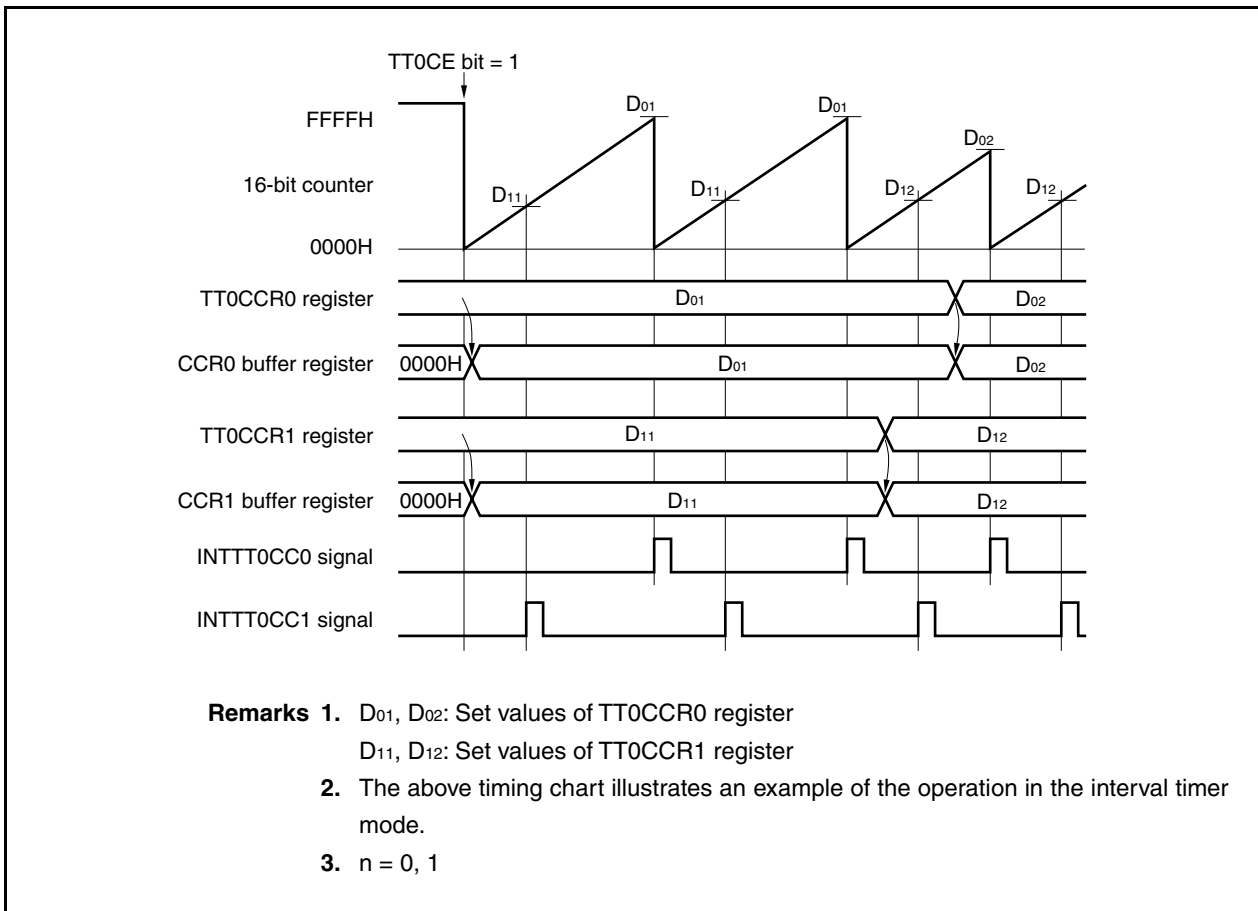 TT0CE bit = 1
FFFFH
D01
D01
D02
16-bit counter
D11
D11
D12
D12
0000H
TT0CCR0 register
D01
D02
CCR0 buffer register
0000H
D01
D02
TT0CCR1 register
D11
D12
CCR1 buffer register
0000H
D11
D12
INTTT0CC0 signal
INTTT0CC1 signal
Remarks 1. D01, D02: Set values of TT0CCR0 register
D11, D12: Set values of TT0CCR1 register
2. The above timing chart illustrates an example of the operation in the interval timer
mode.
3. n = 0, 1